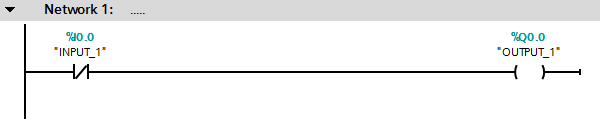 Network 1: .....
%I0.0 %Q0.0
"INPUT_1" "OUTPUT_1"